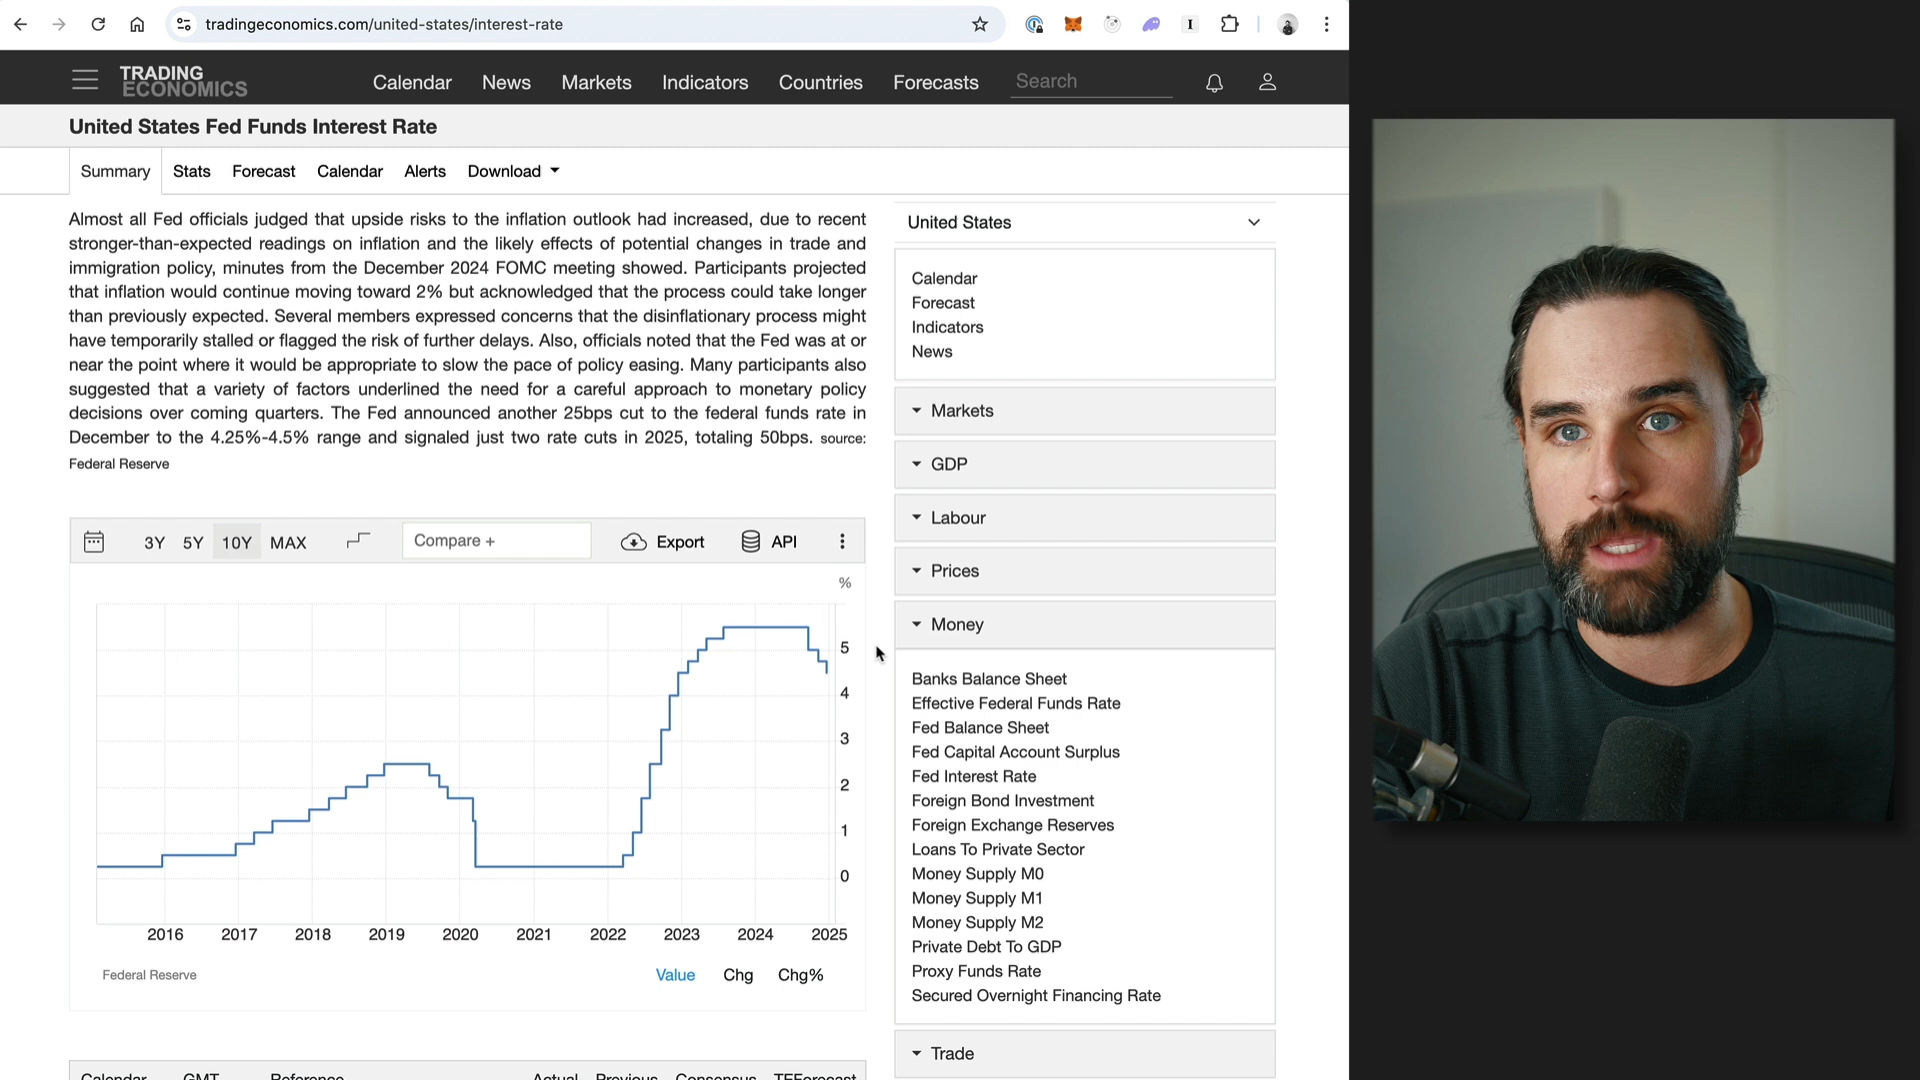 tradingeconomics.com/united-states/interest-rate
TRADING
ECONOMICS
Calendar News Markets Indicators Countries Forecasts Search
United States Fed Funds Interest Rate
Summary Stats Forecast Calendar Alerts Download
Almost all Fed officials judged that upside risks to the inflation outlook had increased, due to recent
stronger-than-expected readings on inflation and the likely effects of potential changes in trade and
immigration policy, minutes from the December 2024 FOMC meeting showed. Participants projected
that inflation would continue moving toward 2% but acknowledged that the process could take longer
than previously expected. Several members expressed concerns that the disinflationary process might
have temporarily stalled or flagged the risk of further delays. Also, officials noted that the Fed was at or
near the point where it would be appropriate to slow the pace of policy easing. Many participants also
suggested that a variety of factors underlined the need for a careful approach to monetary policy
decisions over coming quarters. The Fed announced another 25bps cut to the federal funds rate in
December to the 4.25%-4.5% range and signaled just two rate cuts in 2025, totaling 50bps. source:
Federal Reserve
3Y 5Y 10Y MAX Compare + Export API
%
5
4
3
2
1
0
2016 2017 2018 2019 2020 2021 2022 2023 2024 2025
Federal Reserve Value Chg Chg%
Calendar GMT Reference Actual Previous Consensus TEForecast
United States
Calendar
Forecast
Indicators
News
Markets
GDP
Labour
Prices
Money
Banks Balance Sheet
Effective Federal Funds Rate
Fed Balance Sheet
Fed Capital Account Surplus
Fed Interest Rate
Foreign Bond Investment
Foreign Exchange Reserves
Loans To Private Sector
Money Supply M0
Money Supply M1
Money Supply M2
Private Debt To GDP
Proxy Funds Rate
Secured Overnight Financing Rate
Trade